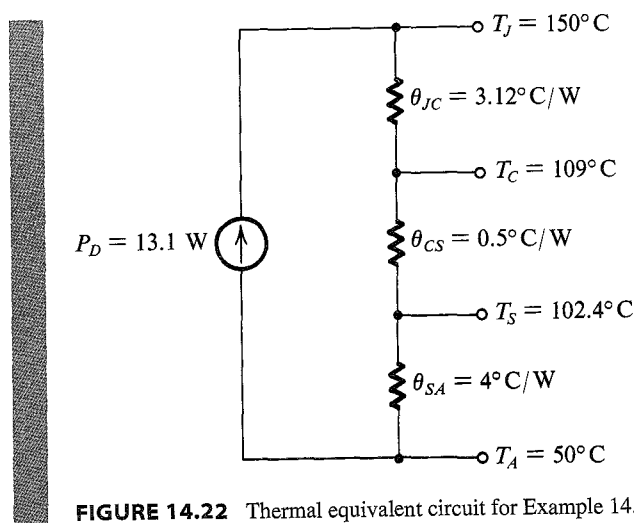 T_J = 150°C
θ_JC = 3.12°C/W
T_C = 109°C
P_D = 13.1 W
θ_CS = 0.5°C/W
T_S = 102.4°C
θ_SA = 4°C/W
T_A = 50°C
FIGURE 14.22 Thermal equivalent circuit for Example 14.